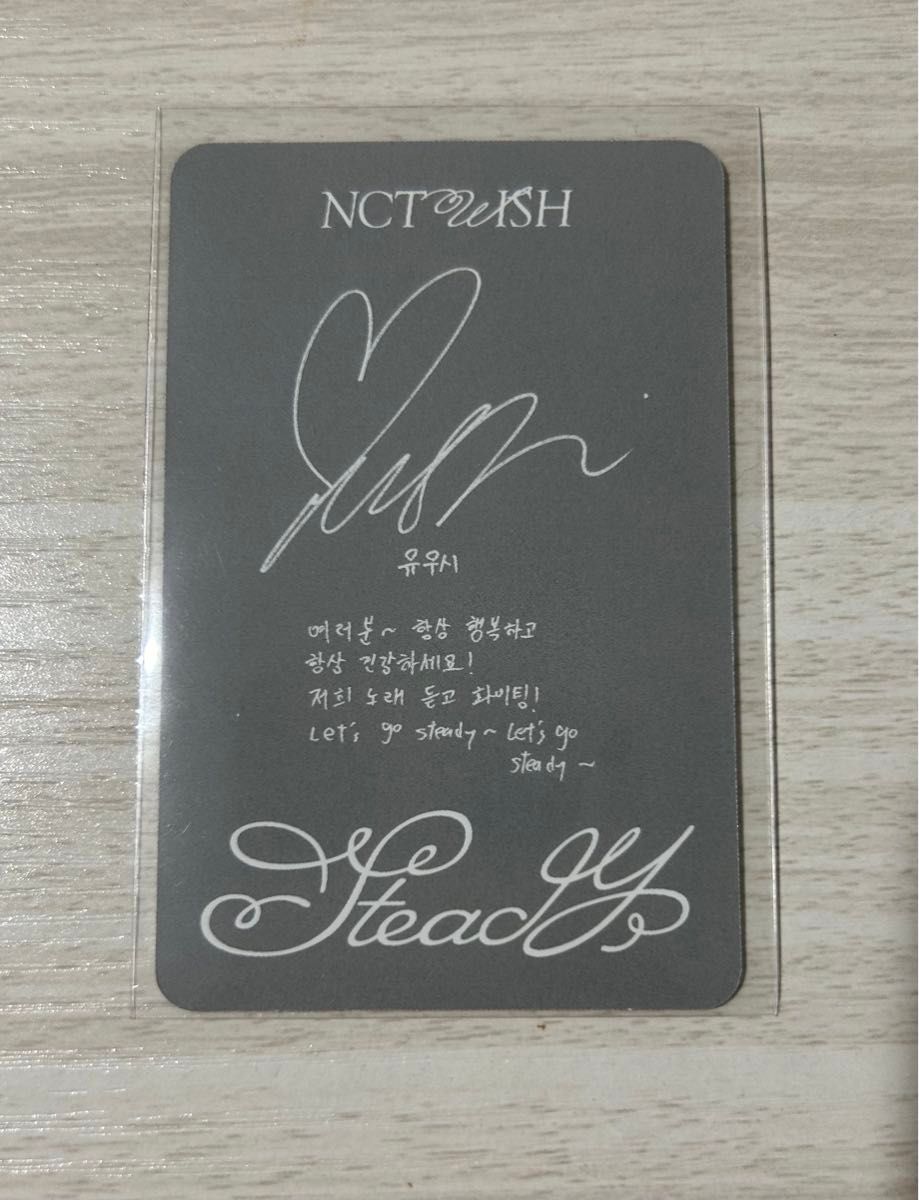 NCT WISH
Yushi
유우시
여러분~ 항상 행복하고
항상 건강하세요!
저희 노래 듣고 화이팅!
Let's go steady~ Let's go
steady~
Steady